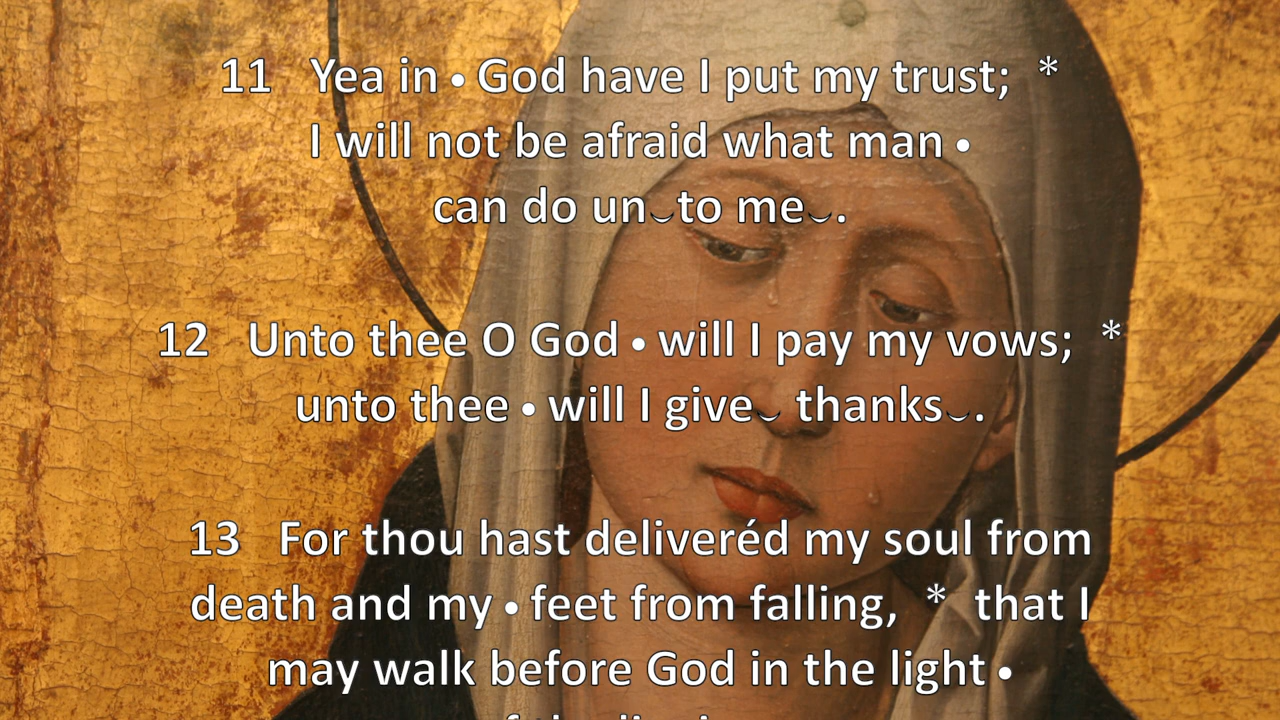 11 Yea in • God have I put my trust; *
I will not be afraid what man •
can do un‿to me‿.
12 Unto thee O God • will I pay my vows; *
unto thee • will I give‿ thanks‿.
13 For thou hast deliveréd my soul from
death and my • feet from falling, * that I
may walk before God in the light •